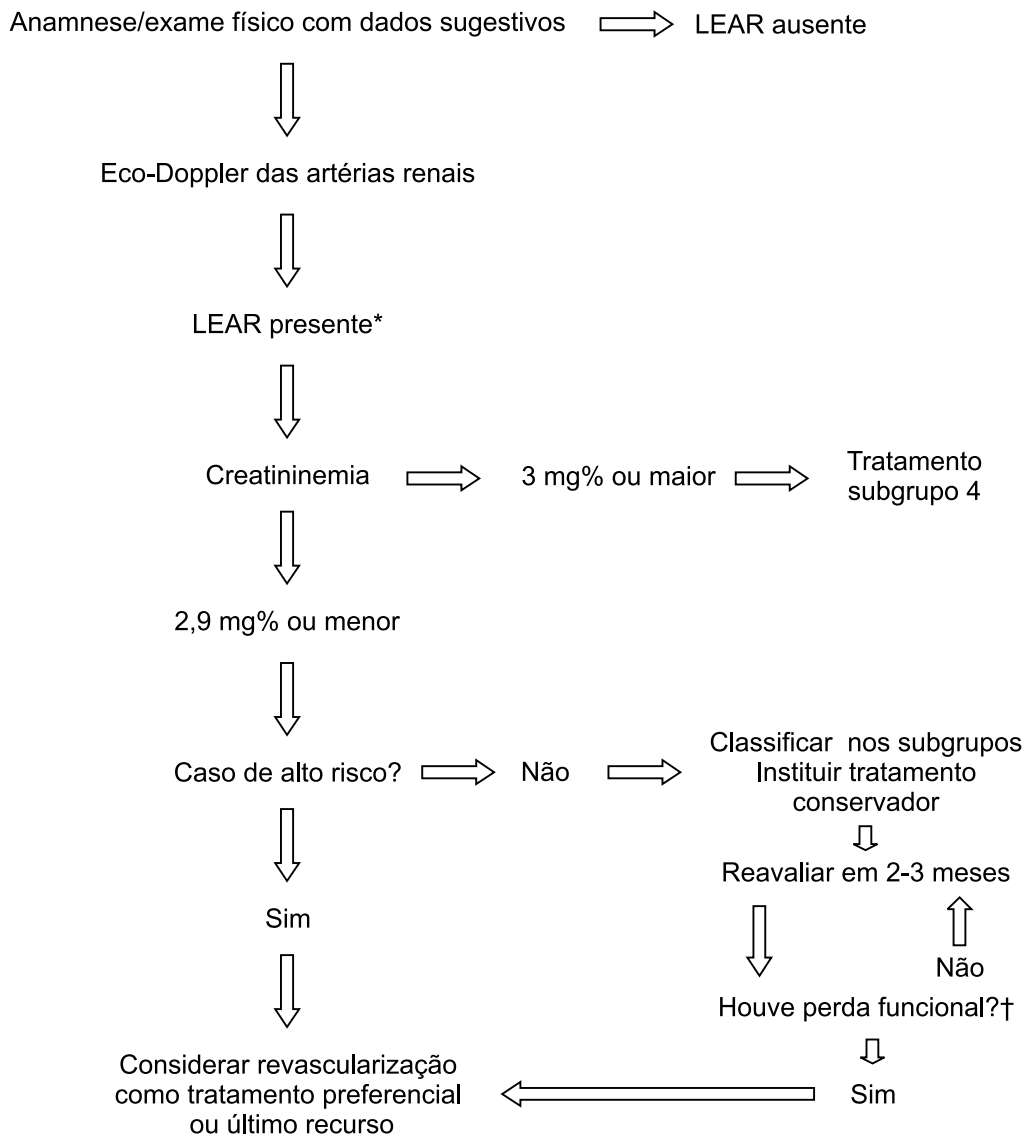 Anamnese/exame físico com dados sugestivos
LEAR ausente
Eco-Doppler das artérias renais
LEAR presente*
Creatininemia
3 mg% ou maior
Tratamento
subgrupo 4
2,9 mg% ou menor
Caso de alto risco?
Não
Classificar nos subgrupos
Instituir tratamento
conservador
Reavaliar em 2-3 meses
Sim
Não
Houve perda funcional?†
Sim
Considerar revascularização
como tratamento preferencial
ou último recurso